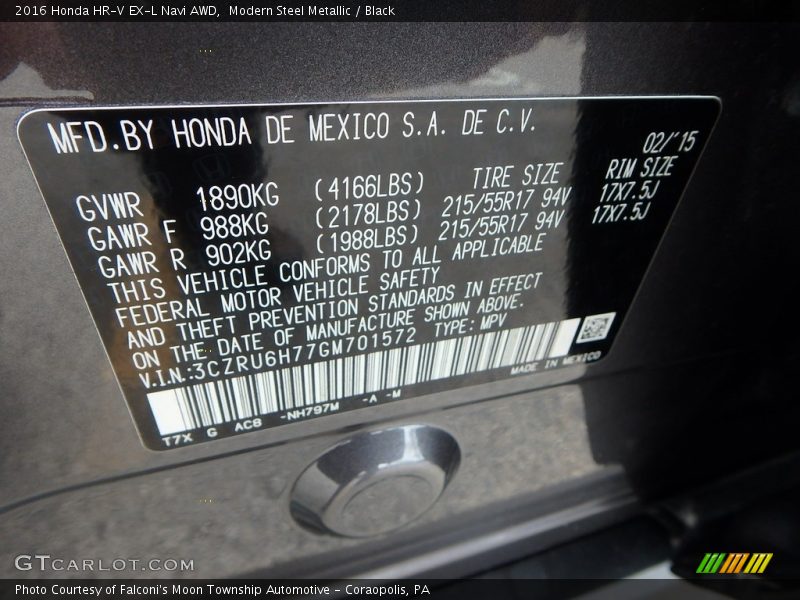 2016 Honda HR-V EX-L Navi AWD,  Modern Steel Metallic / Black
MFD.BY HONDA DE MEXICO S.A. DE C.V.
02/'15
GVWR 1890KG (4166LBS) TIRE SIZE RIM SIZE
GAWR F 988KG (2178LBS) 215/55R17 94V 17X7.5J
GAWR R 902KG (1988LBS) 215/55R17 94V 17X7.5J
THIS VEHICLE CONFORMS TO ALL APPLICABLE
FEDERAL MOTOR VEHICLE SAFETY
AND THEFT PREVENTION STANDARDS IN EFFECT
ON THE DATE OF MANUFACTURE SHOWN ABOVE.
V.I.N.:3CZRU6H77GM701572 TYPE: MPV
MADE IN MEXICO
T7X G AC8 -NH797M -A -M
GTCARLOT.COM
Photo Courtesy of Falconi's Moon Township Automotive - Coraopolis, PA